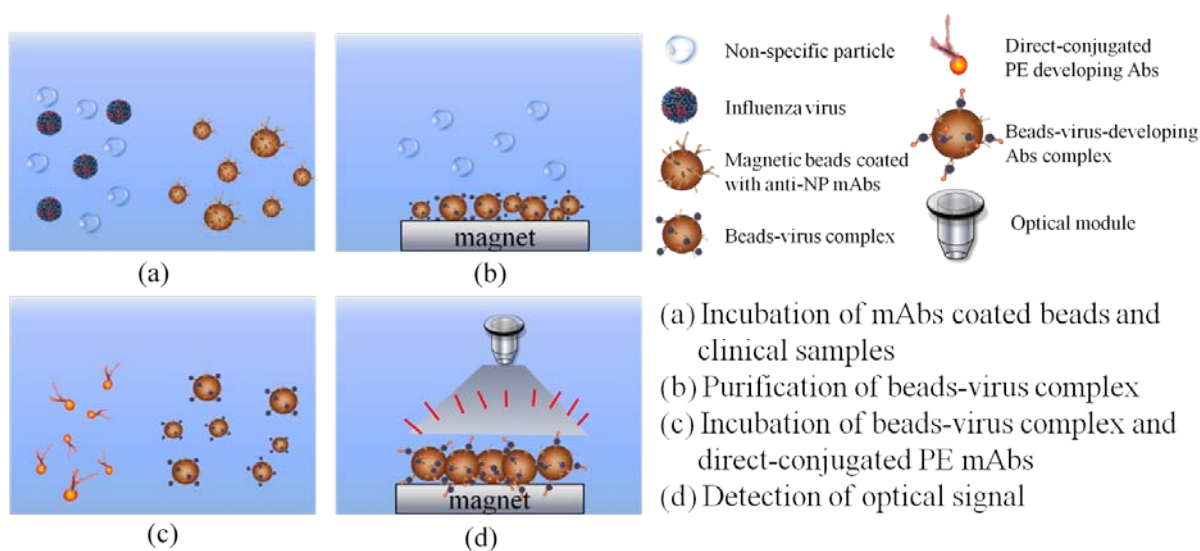 magnet
(a)
(b)
Non-specific particle
Influenza virus
Magnetic beads coated
with anti-NP mAbs
Beads-virus complex
Direct-conjugated
PE developing Abs
Beads-virus-developing
Abs complex
Optical module
magnet
(c)
(d)
(a) Incubation of mAbs coated beads and
clinical samples
(b) Purification of beads-virus complex
(c) Incubation of beads-virus complex and
direct-conjugated PE mAbs
(d) Detection of optical signal